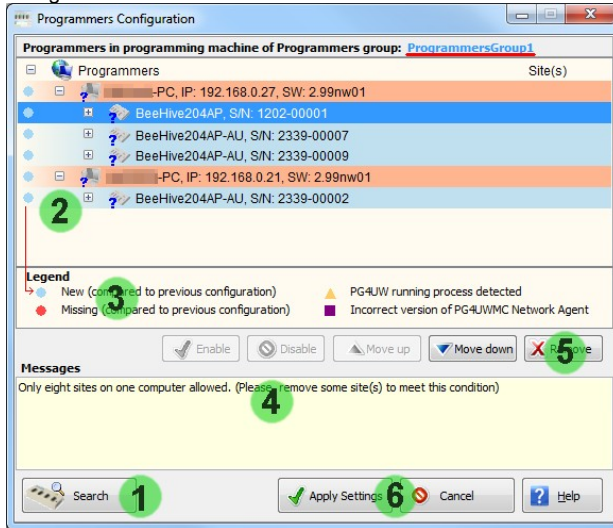 Programmers Configuration
Programmers in programming machine of Programmers group: ProgrammersGroup1
Programmers Site(s)
-PC, IP: 192.168.0.27, SW: 2.99nw01
BeeHive204AP, S/N: 1202-00001
BeeHive204AP-AU, S/N: 2339-00007
BeeHive204AP-AU, S/N: 2339-00009
-PC, IP: 192.168.0.21, SW: 2.99nw01
BeeHive204AP-AU, S/N: 2339-00002
2
Legend
New (compared to previous configuration) PG4UW running process detected
3
Missing (compared to previous configuration) Incorrect version of PG4UWMC Network Agent
Enable Disable Move up Move down Remove
5
Messages
Only eight sites on one computer allowed. (Please, remove some site(s) to meet this condition)
4
Search 1 Apply Settings 6 Cancel Help